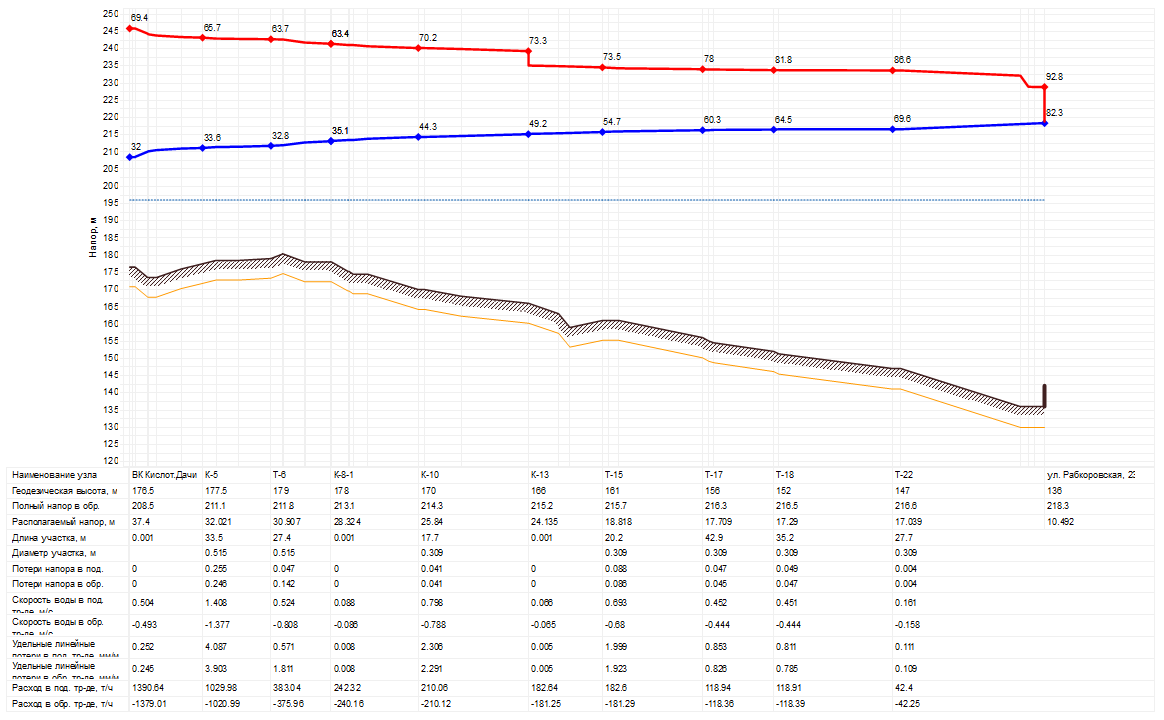 250
245
240
235
230
225
220
215
210
205
200
195
190
185
180
175
170
165
160
155
150
145
140
135
130
125
120
Напор, м
69.4 65.7 63.7 63.4 70.2 73.3 73.5 78 81.8 86.6 92.8
32 33.6 32.8 35.1 44.3 49.2 54.7 60.3 64.5 69.6 82.3
Наименование узла ВК Кислот.Дачи К-5 Т-6 К-8-1 К-10 К-13 Т-15 Т-17 Т-18 Т-22 ул. Рабкоровская, 23
Геодезическая высота, м 176.5 177.5 179 178 170 166 161 156 152 147 136
Полный напор в обр. 208.5 211.1 211.8 213.1 214.3 215.2 215.7 216.3 216.5 216.6 218.3
Располагаемый напор, м 37.4 32.021 30.907 28.324 25.84 24.135 18.818 17.709 17.29 17.039 10.492
Длина участка, м 0.001 33.5 27.4 0.001 17.7 0.001 20.2 42.9 35.2 27.7
Диаметр участка, м 0.515 0.515 0.309 0.309 0.309 0.309 0.309
Потери напора в под. 0 0.255 0.047 0 0.041 0 0.088 0.047 0.049 0.004
Потери напора в обр. 0 0.246 0.142 0 0.041 0 0.086 0.045 0.047 0.004
Скорость воды в под. 0.504 1.408 0.524 0.088 0.798 0.066 0.693 0.452 0.451 0.161
тр-де, м/с
Скорость воды в обр. -0.493 -1.377 -0.808 -0.086 -0.788 -0.065 -0.68 -0.444 -0.444 -0.158
тр-де, м/с
Удельные линейные 0.252 4.087 0.571 0.008 2.306 0.005 1.999 0.853 0.811 0.111
потери в под. тр-де, мм/м
Удельные линейные 0.245 3.903 1.811 0.008 2.291 0.005 1.923 0.826 0.785 0.109
потери в обр. тр-де, мм/м
Расход в под. тр-де, т/ч 1390.64 1029.98 383.04 242.32 210.06 182.64 182.6 118.94 118.91 42.4
Расход в обр. тр-де, т/ч -1379.01 -1020.99 -375.96 -240.16 -210.12 -181.25 -181.29 -118.36 -118.39 -42.25